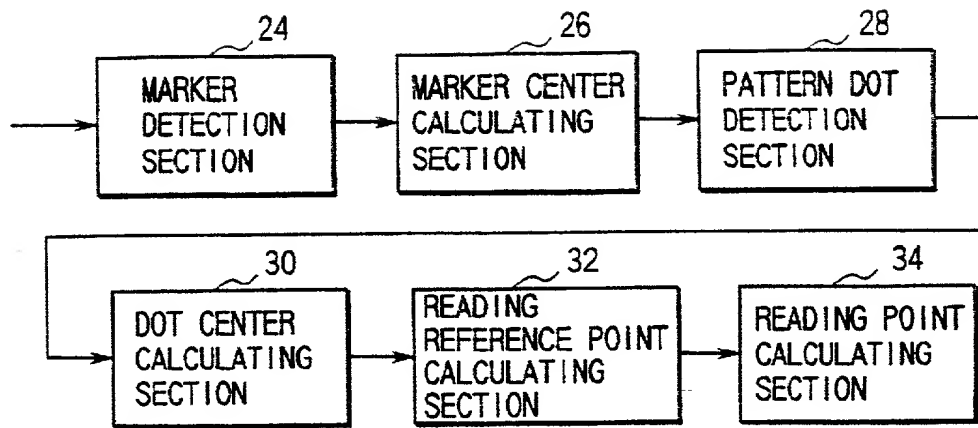 24
MARKER
DETECTION
SECTION
26
MARKER CENTER
CALCULATING
SECTION
28
PATTERN DOT
DETECTION
SECTION
30
DOT CENTER
CALCULATING
SECTION
32
READING
REFERENCE POINT
CALCULATING
SECTION
34
READING POINT
CALCULATING
SECTION